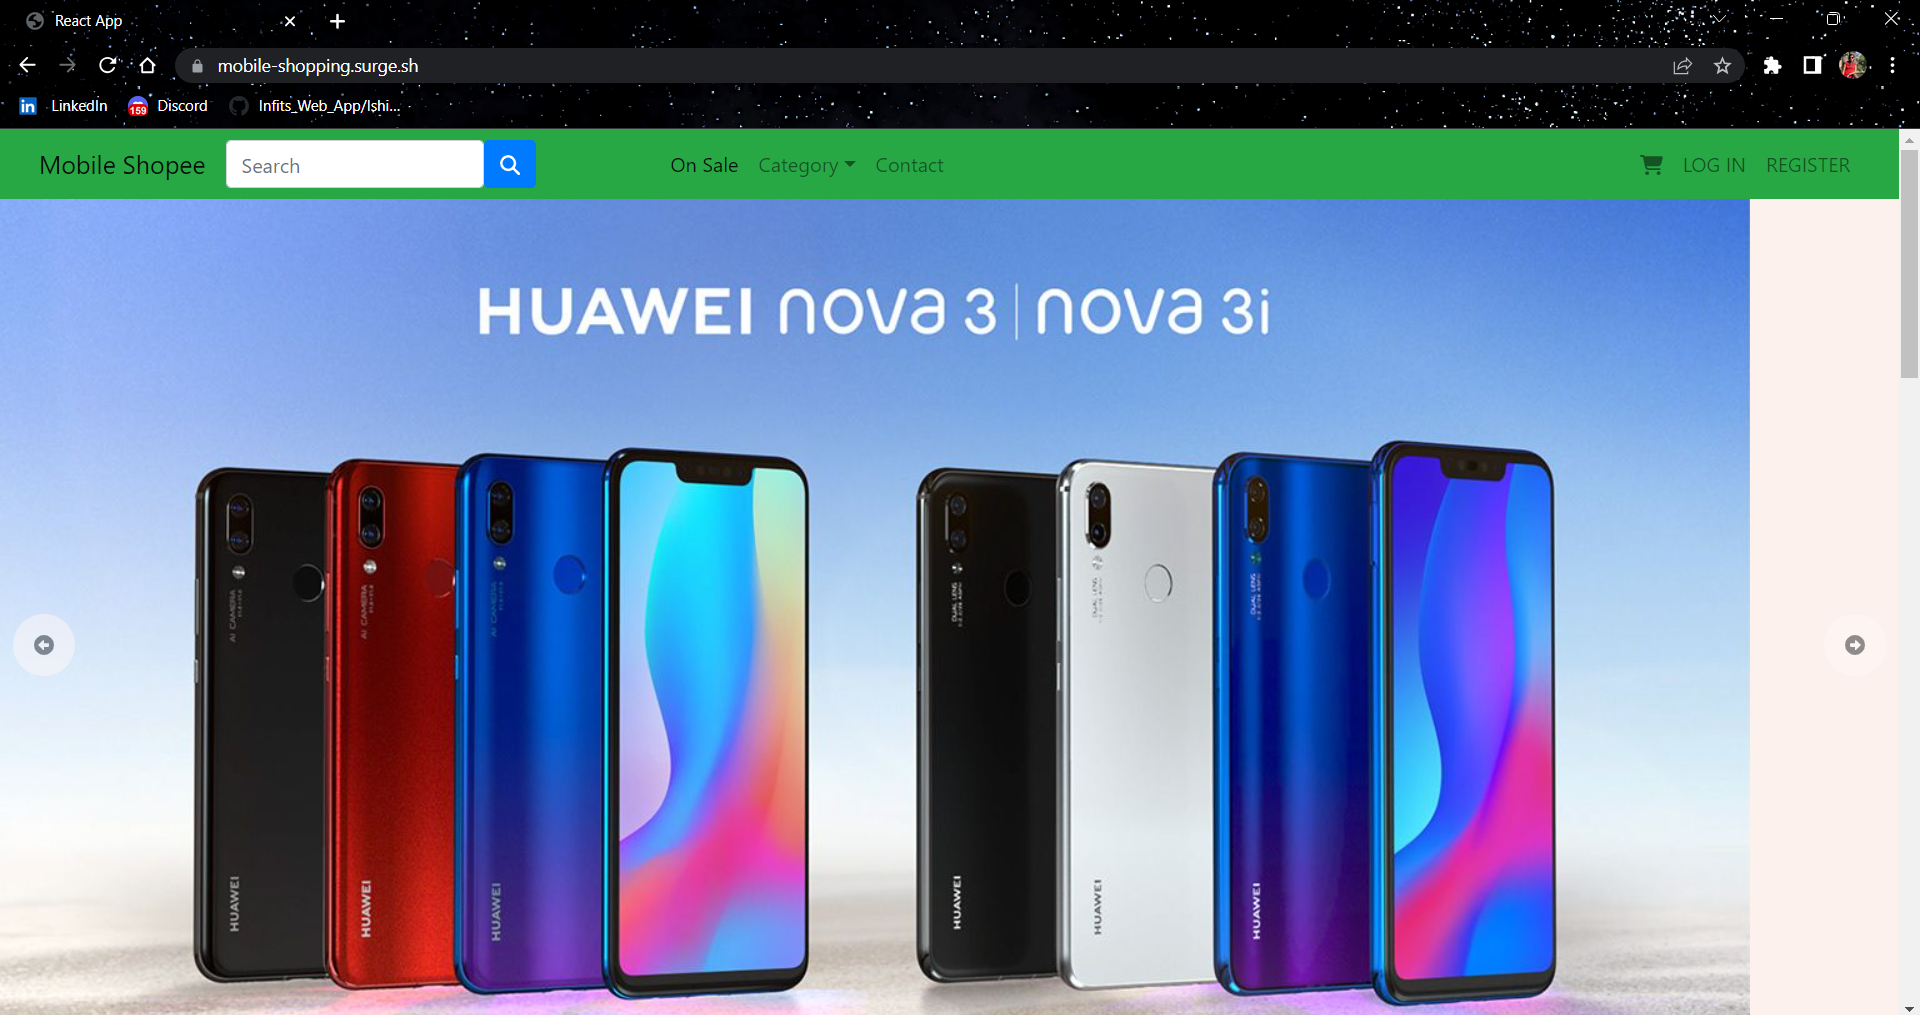 React App
mobile-shopping.surge.sh
LinkedIn
159
Discord
Infits_Web_App/Ishi...
Mobile Shopee
Search
On Sale
Category
Contact
LOG IN
REGISTER
HUAWEI nova 3 | nova 3i
AI CAMERA
AI CAMERA
AI CAMERA
DUAL LENS
DUAL LENS
DUAL LENS
HUAWEI
HUAWEI
HUAWEI
HUAWEI
HUAWEI
HUAWEI